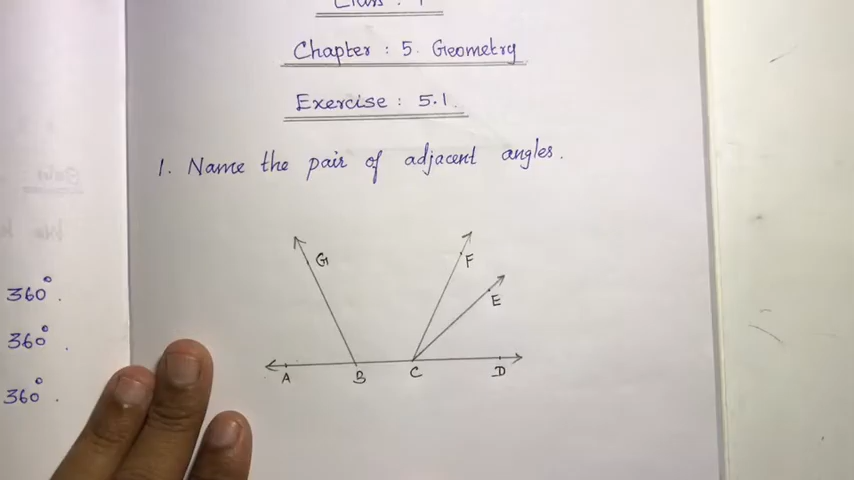 Chapter : 5. Geometry
Exercise : 5.1.
1. Name the pair of adjacent angles.
G
F
E
A B C D
360°.
360°.
360°.